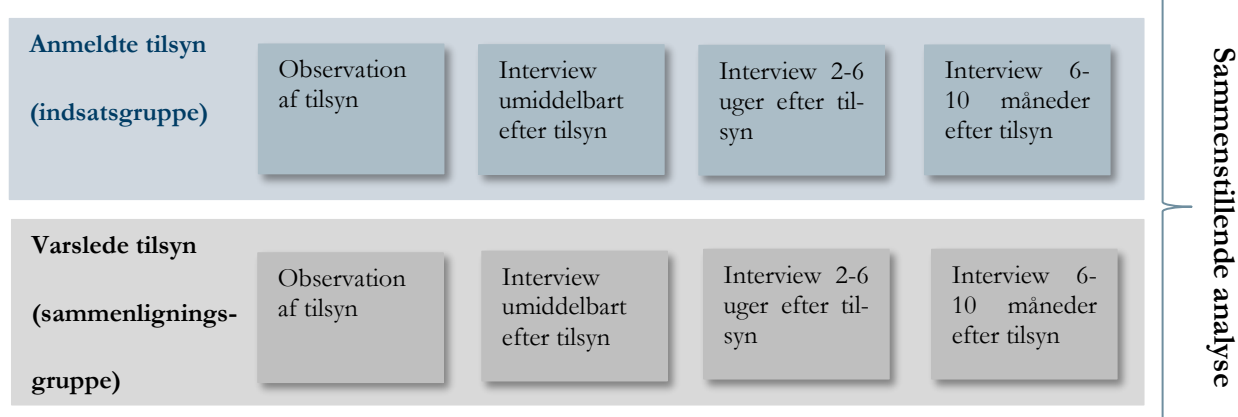 Anmeldte tilsyn
(indsatsgruppe)
Observation
af tilsyn
Interview
umiddelbart
efter tilsyn
Interview 2-6
uger efter til-
syn
Interview 6-
10 måneder
efter tilsyn
Varslede tilsyn
(sammenlignings-
gruppe)
Observation
af tilsyn
Interview
umiddelbart
efter tilsyn
Interview 2-6
uger efter til-
syn
Interview 6-
10 måneder
efter tilsyn
Sammenstillende analyse